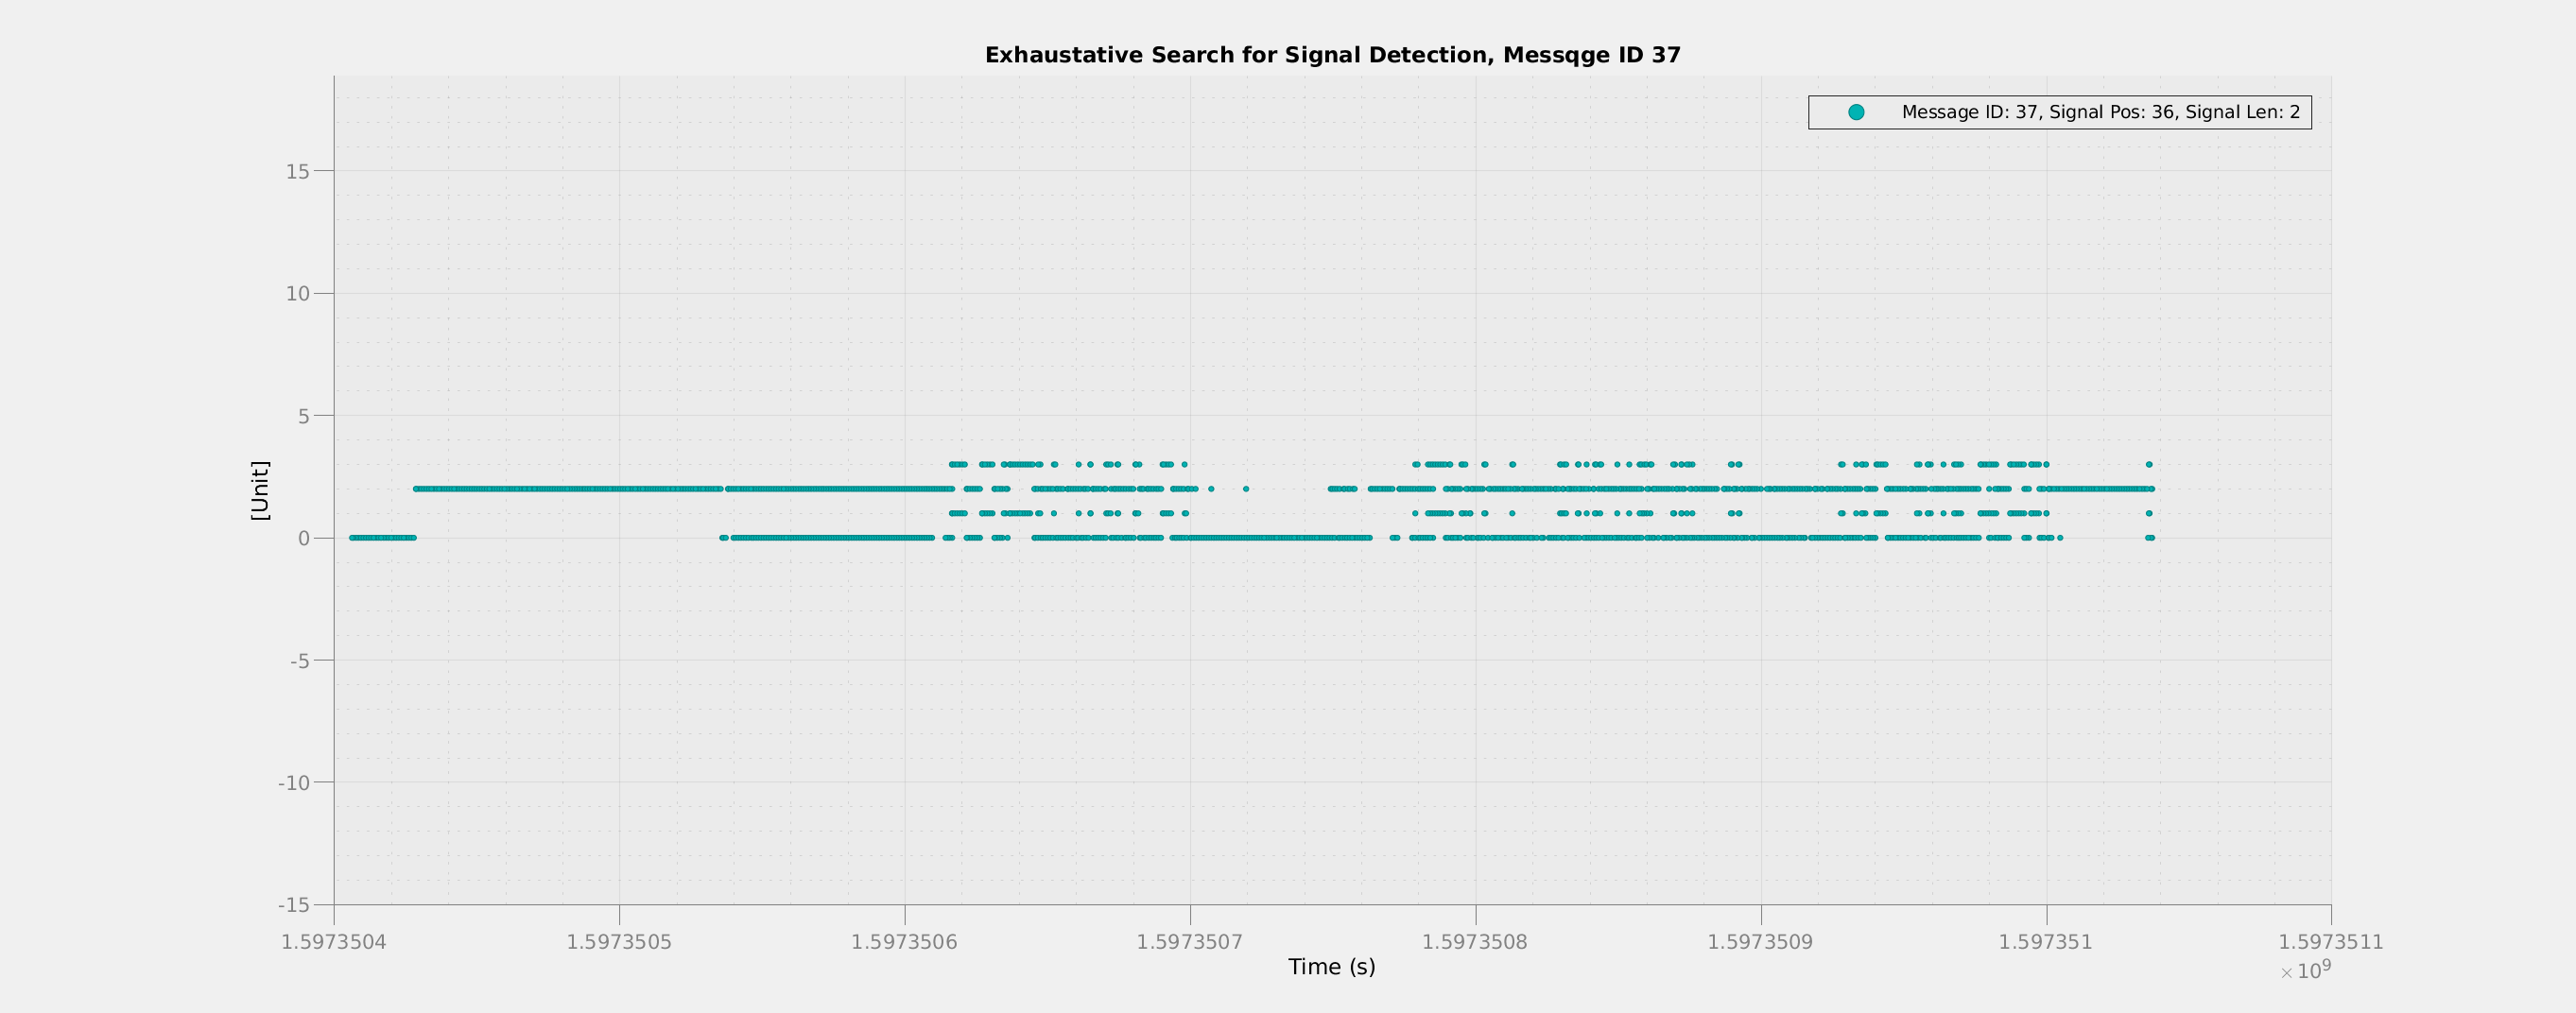 Exhaustative Search for Signal Detection, Messqge ID 37
Message ID: 37, Signal Pos: 36, Signal Len: 2
15
10
5
0
-5
-10
-15
[Unit]
1.5973504 1.5973505 1.5973506 1.5973507 1.5973508 1.5973509 1.597351 1.5973511
Time (s)
× 10⁹